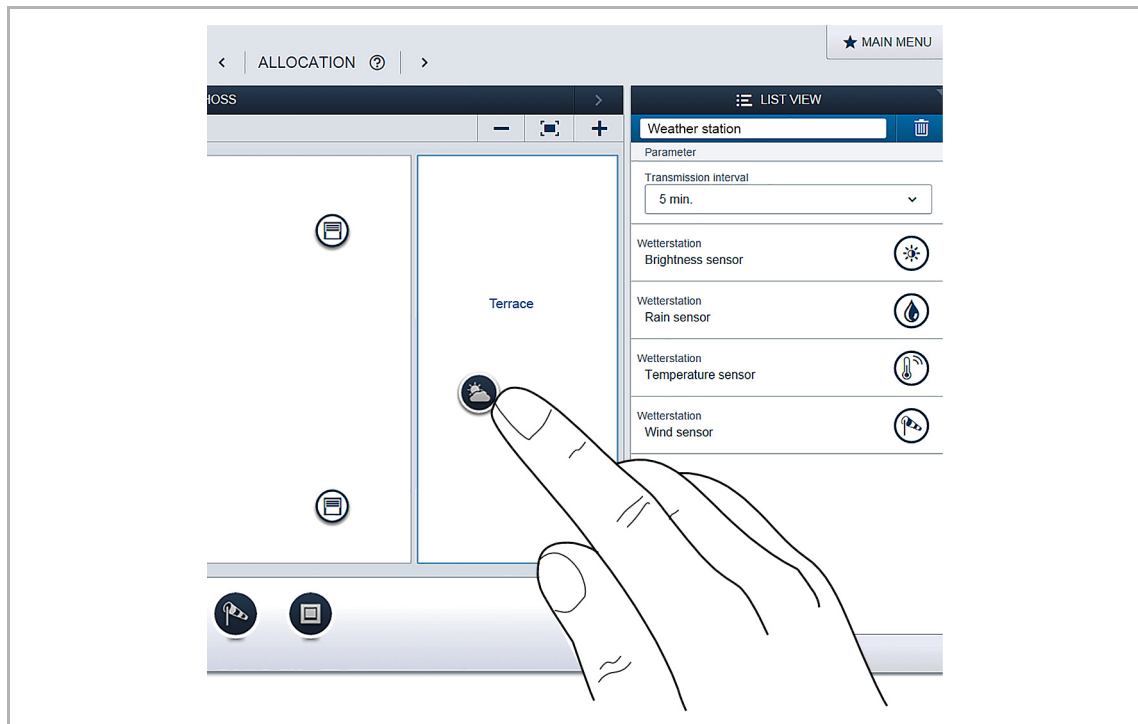 MAIN MENU
ALLOCATION
HOSS
LIST VIEW
Weather station
Parameter
Transmission interval
5 min.
Wetterstation
Brightness sensor
Wetterstation
Rain sensor
Terrace
Wetterstation
Temperature sensor
Wetterstation
Wind sensor